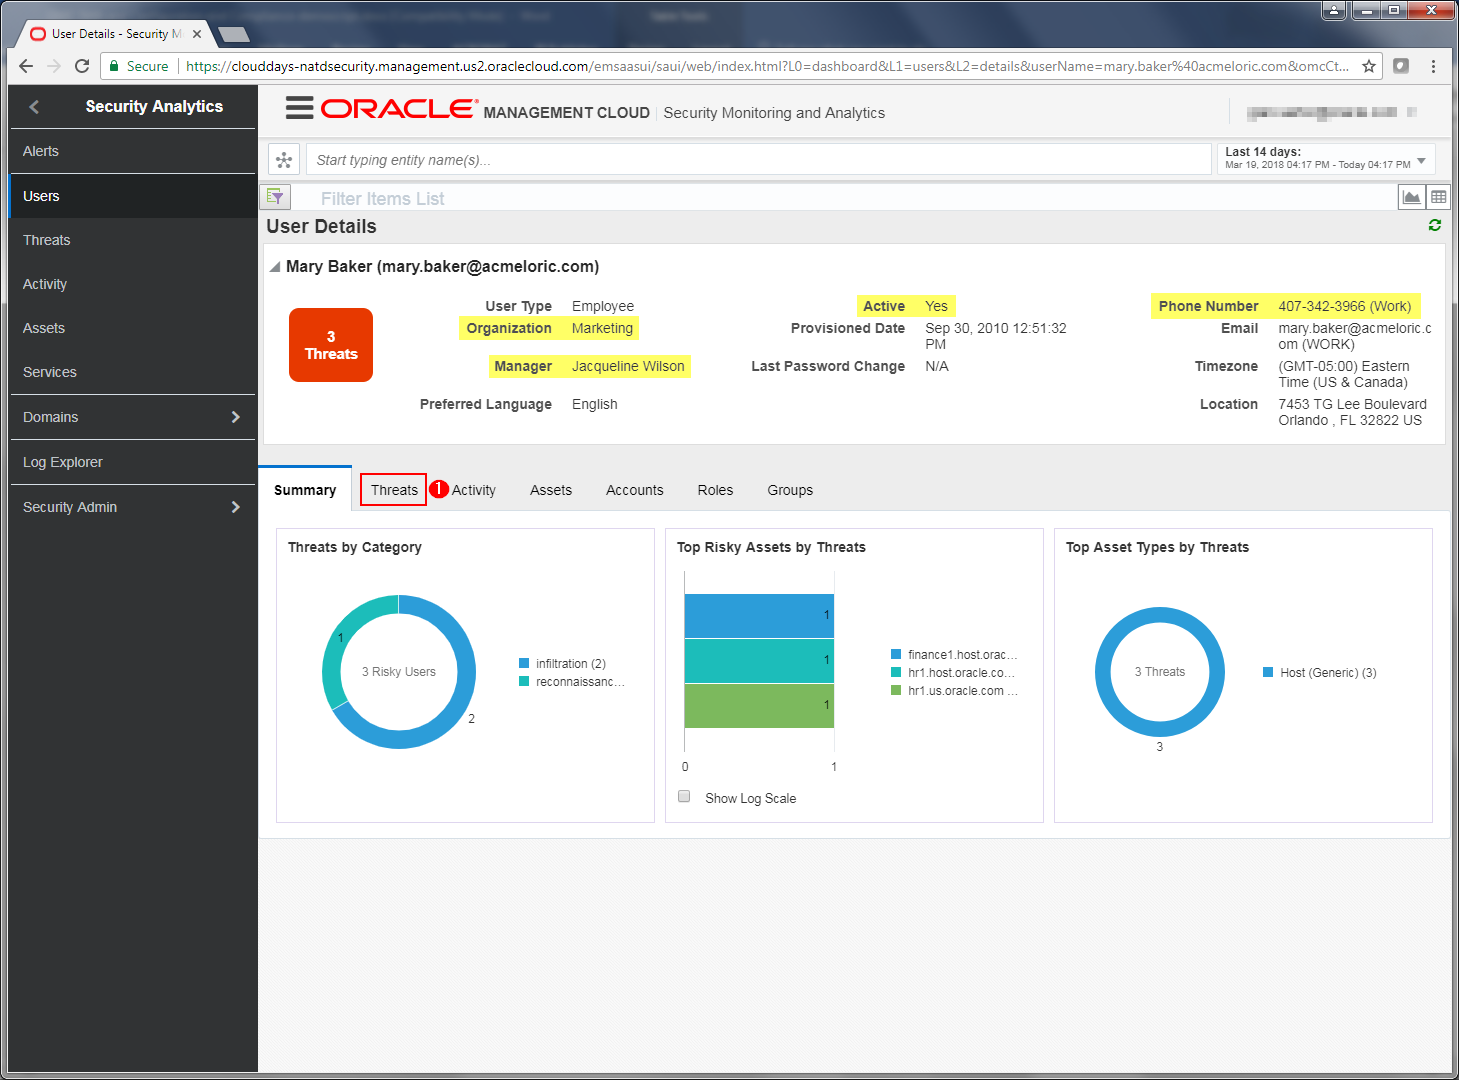 User Details - Security M
Secure
https://clouddays-natdsecurity.management.us2.oraclecloud.com/emsaasui/saui/web/index.html?L0=dashboard&L1=users&L2=details&userName=mary.baker%40acmeloric.com&omcCt...
Security Analytics
Alerts
Users
Threats
Activity
Assets
Services
Domains
Log Explorer
Security Admin
ORACLE MANAGEMENT CLOUD Security Monitoring and Analytics
Start typing entity name(s)...
Last 14 days:
Mar 19, 2018 04:17 PM - Today 04:17 PM
Filter Items List
User Details
Mary Baker (mary.baker@acmeloric.com)
3
Threats
User Type Employee
Organization Marketing
Manager Jacqueline Wilson
Preferred Language English
Active Yes
Provisioned Date Sep 30, 2010 12:51:32
PM
Last Password Change N/A
Phone Number 407-342-3966 (Work)
Email mary.baker@acmeloric.c
om (WORK)
Timezone (GMT-05:00) Eastern
Time (US & Canada)
Location 7453 TG Lee Boulevard
Orlando , FL 32822 US
Summary Threats 1 Activity Assets Accounts Roles Groups
Threats by Category
1
3 Risky Users
2
infiltration (2)
reconnaissanc...
Top Risky Assets by Threats
1
1
1
0 1
finance1.host.orac...
hr1.host.oracle.co...
hr1.us.oracle.com ...
Show Log Scale
Top Asset Types by Threats
3 Threats
3
Host (Generic) (3)